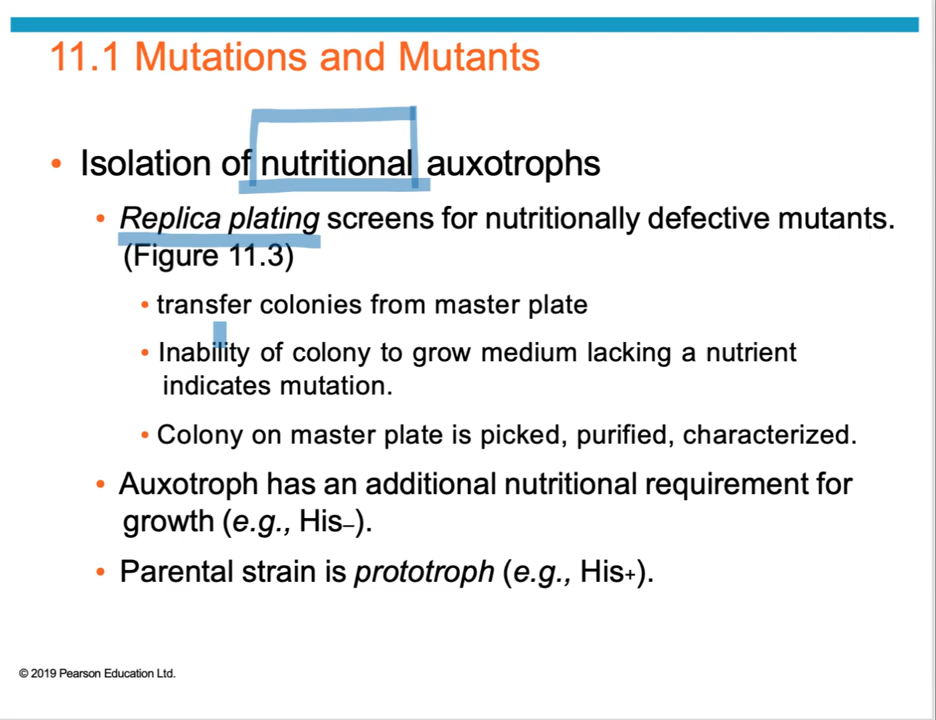 11.1 Mutations and Mutants
• Isolation of nutritional auxotrophs
• Replica plating screens for nutritionally defective mutants.
(Figure 11.3)
• transfer colonies from master plate
• Inability of colony to grow medium lacking a nutrient
indicates mutation.
• Colony on master plate is picked, purified, characterized.
• Auxotroph has an additional nutritional requirement for
growth (e.g., His–).
• Parental strain is prototroph (e.g., His+).
© 2019 Pearson Education Ltd.